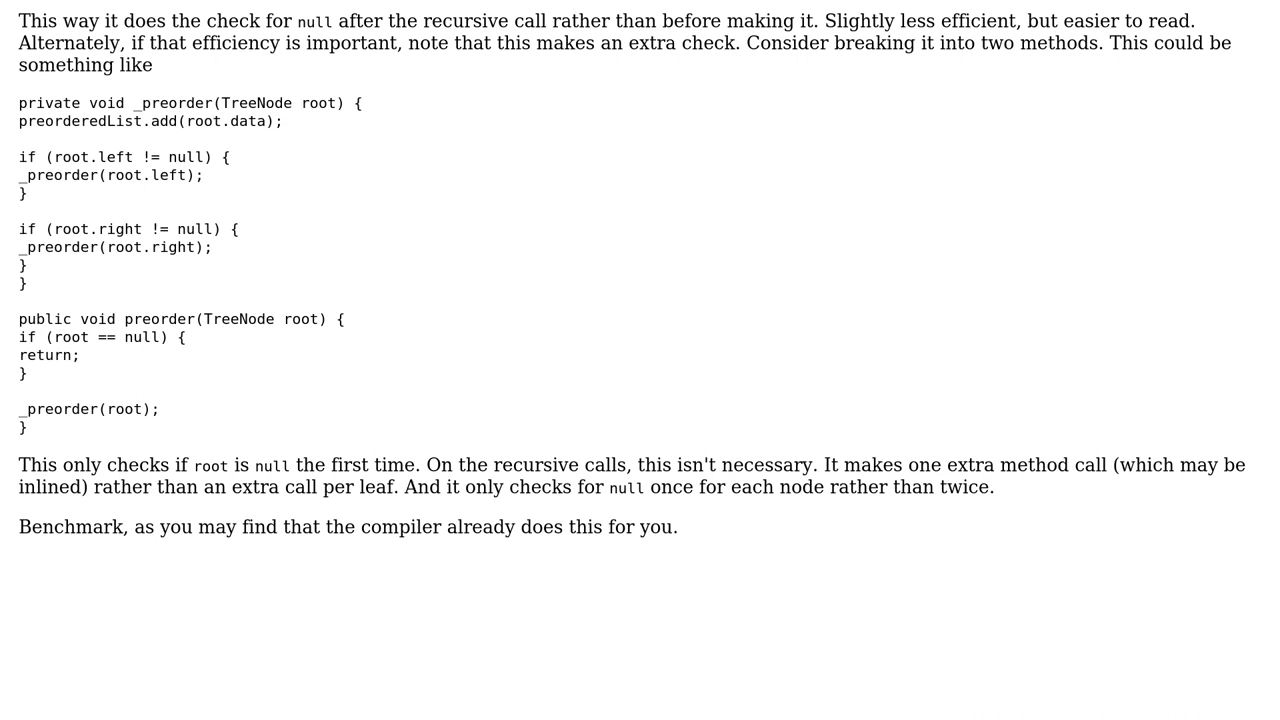 This way it does the check for null after the recursive call rather than before making it. Slightly less efficient, but easier to read.
Alternately, if that efficiency is important, note that this makes an extra check. Consider breaking it into two methods. This could be
something like
private void _preorder(TreeNode root) {
preorderedList.add(root.data);
if (root.left != null) {
_preorder(root.left);
}
if (root.right != null) {
_preorder(root.right);
}
}
public void preorder(TreeNode root) {
if (root == null) {
return;
}
_preorder(root);
}
This only checks if root is null the first time. On the recursive calls, this isn't necessary. It makes one extra method call (which may be
inlined) rather than an extra call per leaf. And it only checks for null once for each node rather than twice.
Benchmark, as you may find that the compiler already does this for you.